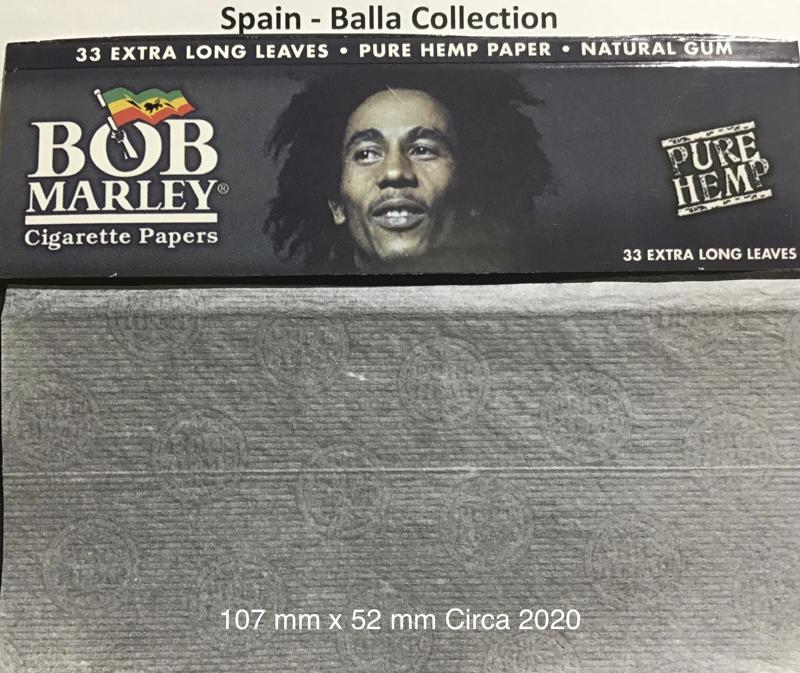 Spain - Balla Collection
33 EXTRA LONG LEAVES • PURE HEMP PAPER • NATURAL GUM
BOB
MARLEY®
Cigarette Papers
PURE
HEMP
33 EXTRA LONG LEAVES
107 mm x 52 mm Circa 2020